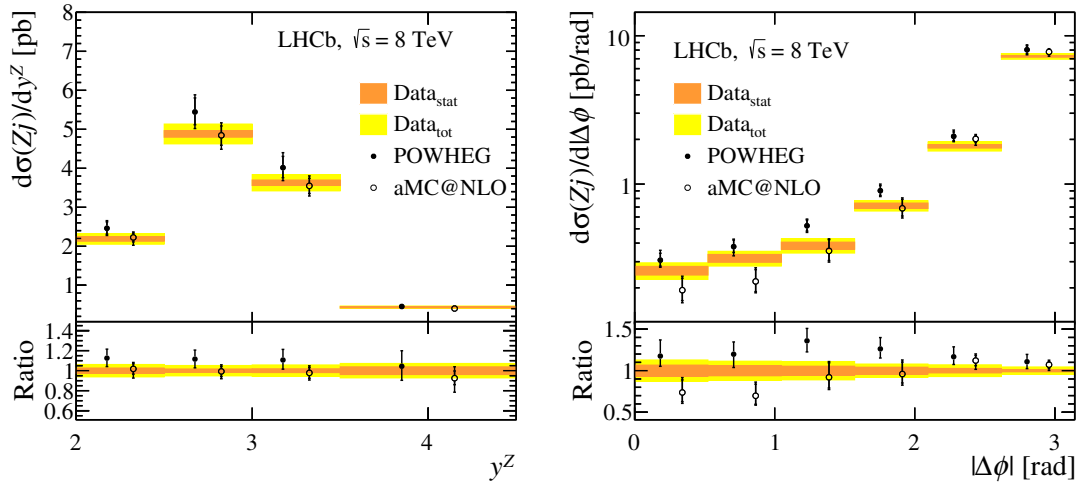 dσ(Zj)/dy^Z [pb]
8
7
6
5
4
3
2
1
LHCb, √s = 8 TeV
Data_stat
Data_tot
POWHEG
aMC@NLO
Ratio
1.4
1.2
1.0
0.8
0.6
2 3 4
y^Z
dσ(Zj)/d|Δϕ| [pb/rad]
10
1
LHCb, √s = 8 TeV
Data_stat
Data_tot
POWHEG
aMC@NLO
Ratio
1.5
1
0.5
0 1 2 3
|Δϕ| [rad]